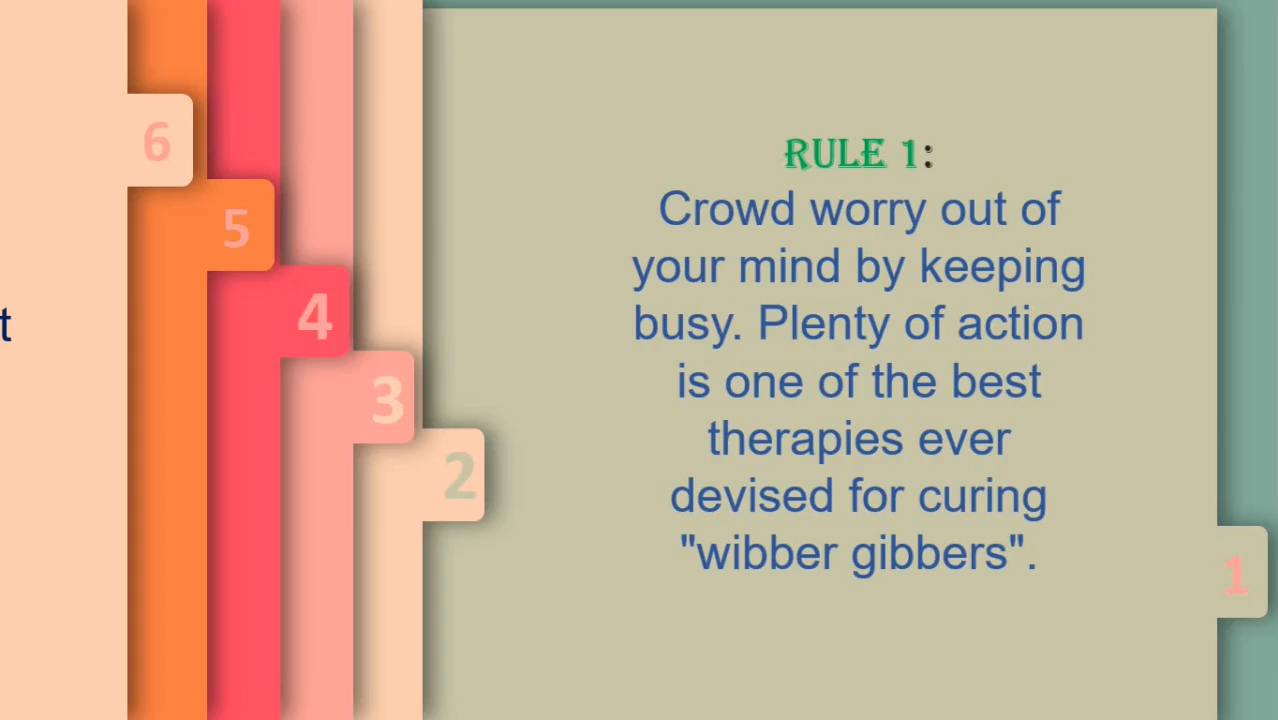 6
5
4
3
2
1
t
RULE 1:
Crowd worry out of
your mind by keeping
busy. Plenty of action
is one of the best
therapies ever
devised for curing
"wibber gibbers".